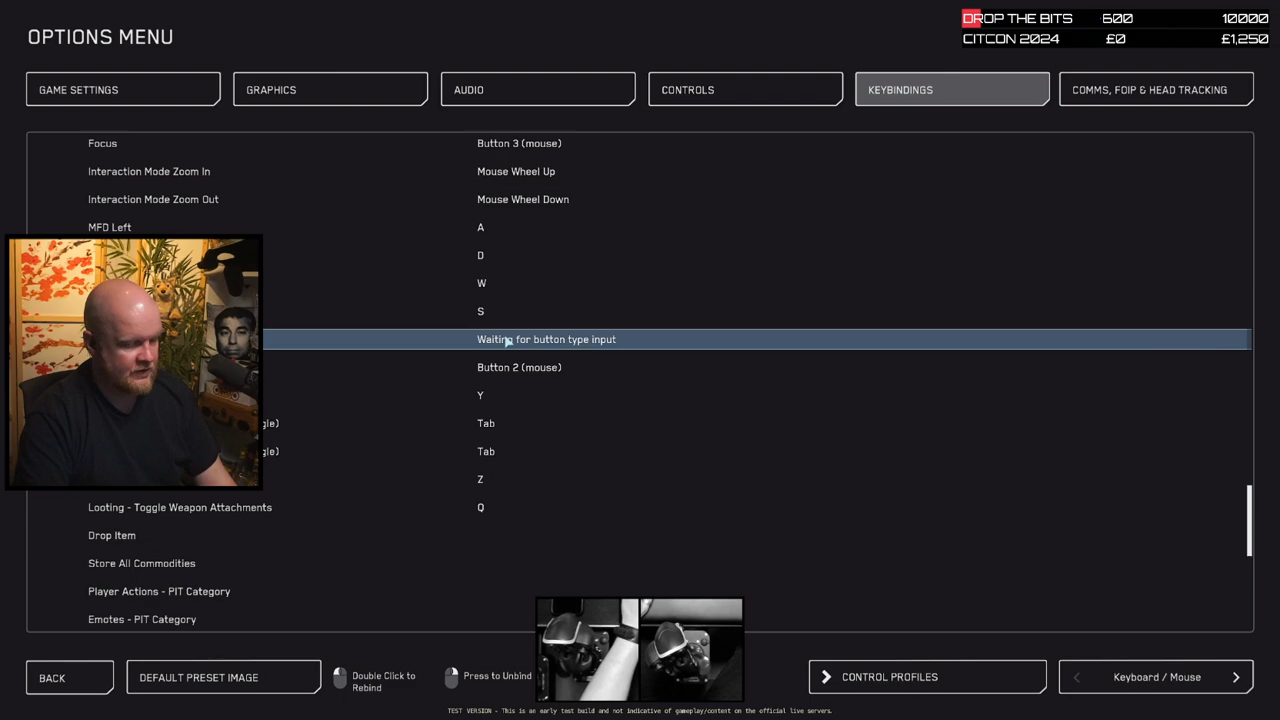 DROP THE BITS 600 10000
CITCON 2024 £0 £1,250
OPTIONS MENU
GAME SETTINGS
GRAPHICS
AUDIO
CONTROLS
KEYBINDINGS
COMMS, FOIP & HEAD TRACKING
Focus Button 3 (mouse)
Interaction Mode Zoom In Mouse Wheel Up
Interaction Mode Zoom Out Mouse Wheel Down
MFD Left A
D
W
S
Waiting for button type input
Button 2 (mouse)
Y
gle) Tab
gle) Tab
Z
Looting - Toggle Weapon Attachments Q
Drop Item
Store All Commodities
Player Actions - PIT Category
Emotes - PIT Category
BACK
DEFAULT PRESET IMAGE
Double Click to
Rebind
Press to Unbind
CONTROL PROFILES
Keyboard / Mouse
TEST VERSION - This is an early test build and not indicative of gameplay/content on the official live servers.